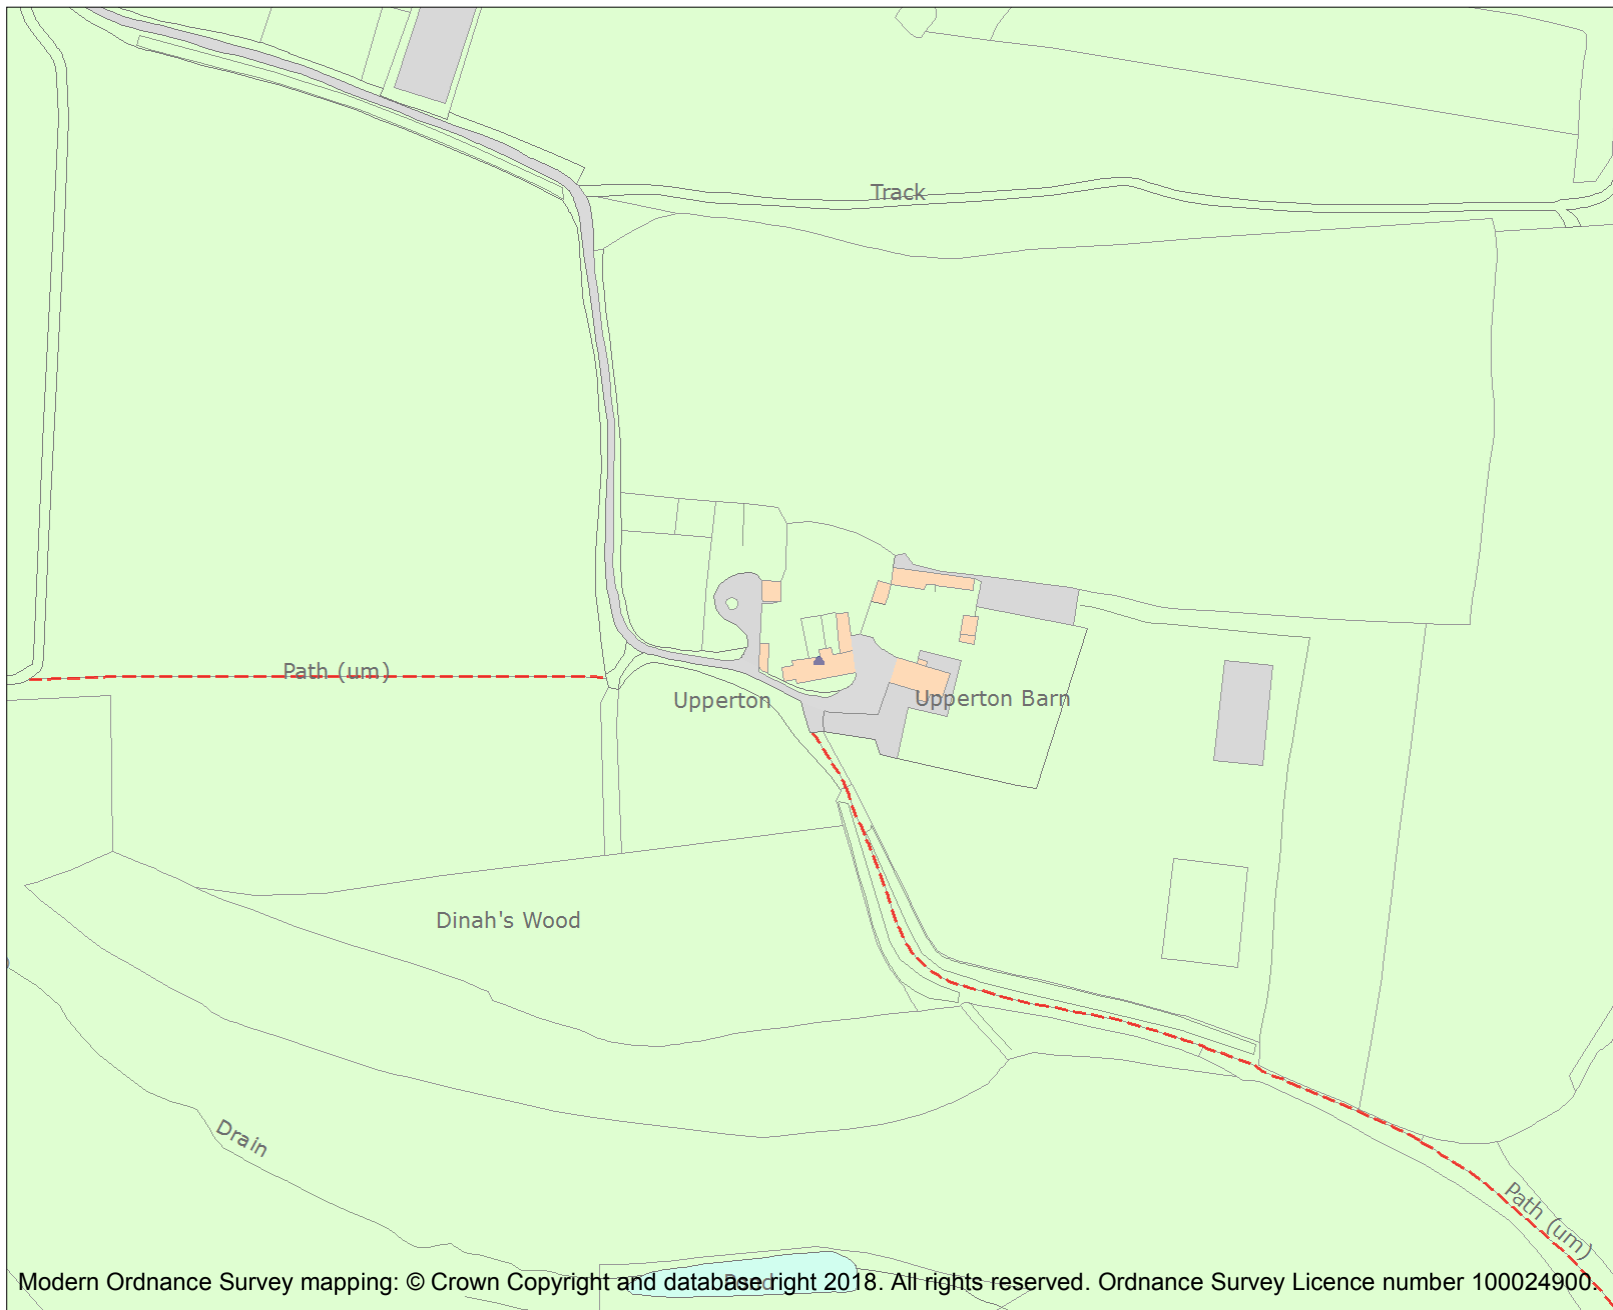 Track
Path (um)
Upperton
Upperton Barn
Dinah's Wood
Drain
Path (um)
Pond
Modern Ordnance Survey mapping: © Crown Copyright and database right 2018. All rights reserved. Ordnance Survey Licence number 100024900.